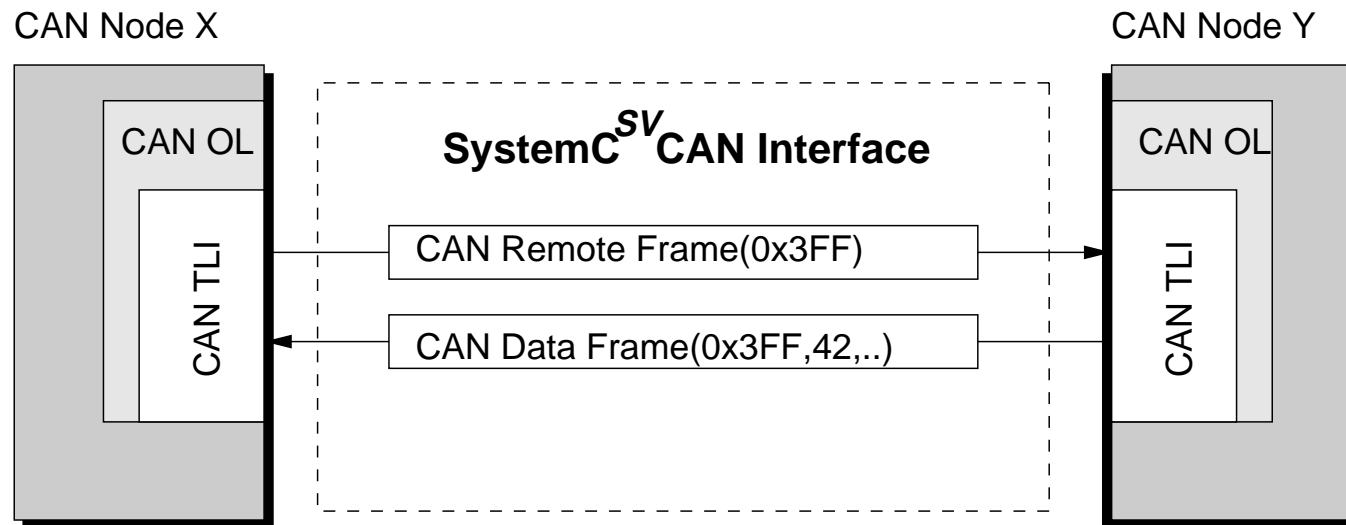 CAN Node X
CAN Node Y
CAN OL
SystemC^SV CAN Interface
CAN OL
CAN TLI
CAN Remote Frame(0x3FF)
CAN Data Frame(0x3FF,42,..)
CAN TLI